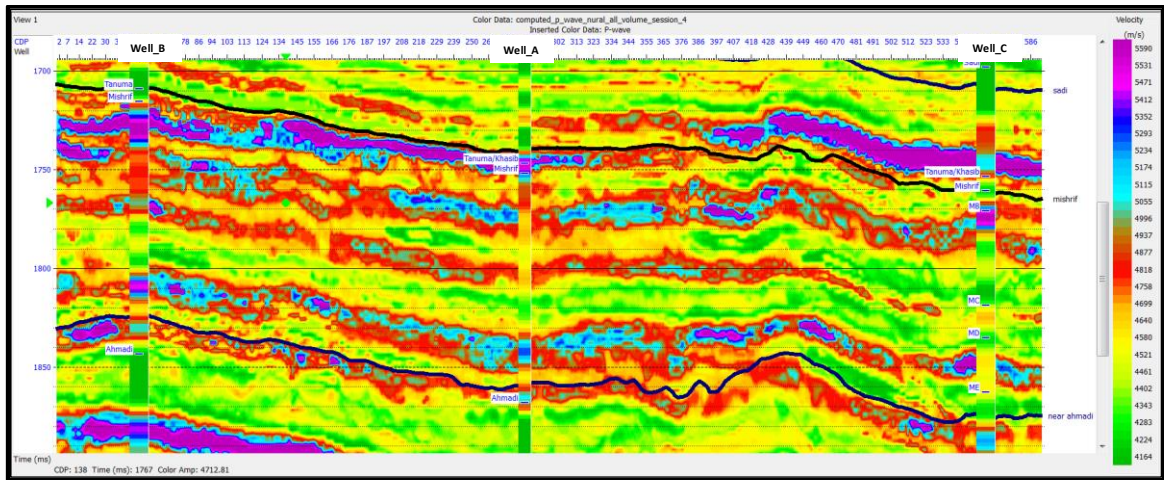 View 1
Color Data: computed_p_wave_nural_all_volume_session_4
Inserted Color Data: P-wave
Velocity
(m/s)
CDP 2 7 14 22 30 78 86 94 103 113 124 134 145 155 166 177 187 198 208 218 229 239 250 302 313 323 334 344 355 365 376 386 397 407 418 428 439 449 460 470 481 491 502 512 523 533 586
Well Well_B Well_A Well_C
1700
1750
1800
1850
Time (ms)
Tanuma
Mishrif
Ahmadi
Tanuma/Khasib
Mishrif
Ahmadi
Tanuma/Khasib
Mishrif
MB
MC
MD
ME
sadi
mishrif
near ahmadi
5590
5531
5471
5412
5352
5293
5234
5174
5115
5055
4996
4937
4877
4818
4758
4699
4640
4580
4521
4461
4402
4343
4283
4224
4164
CDP: 138 Time (ms): 1767 Color Amp: 4712.81